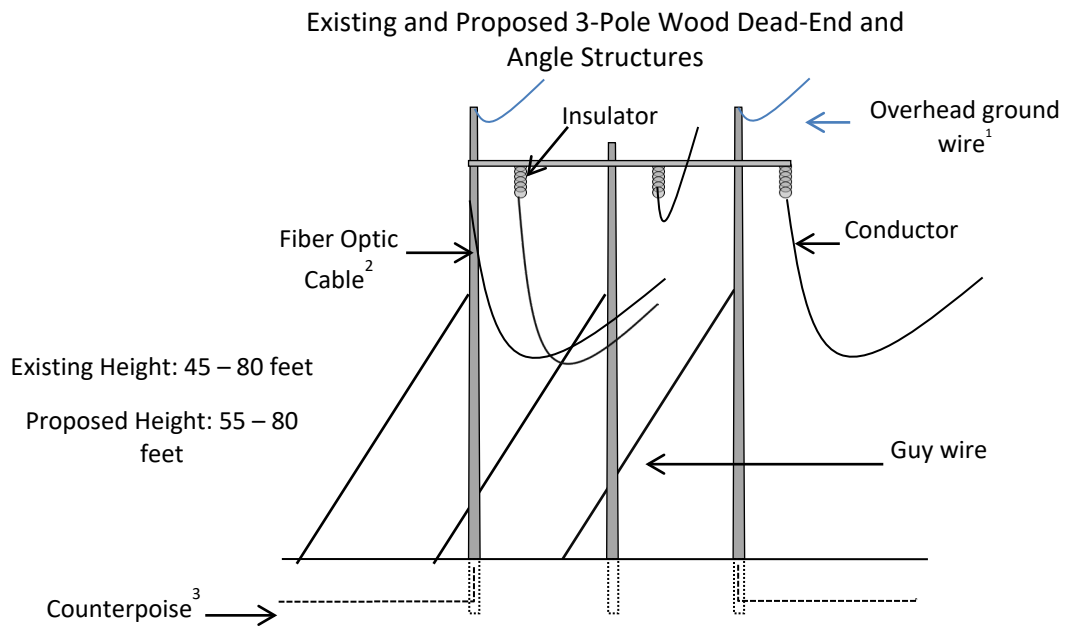 Existing and Proposed 3-Pole Wood Dead-End and
Angle Structures
Insulator
Overhead ground
wire¹
Fiber Optic
Cable²
Conductor
Existing Height: 45 – 80 feet
Proposed Height: 55 – 80
feet
Guy wire
Counterpoise³